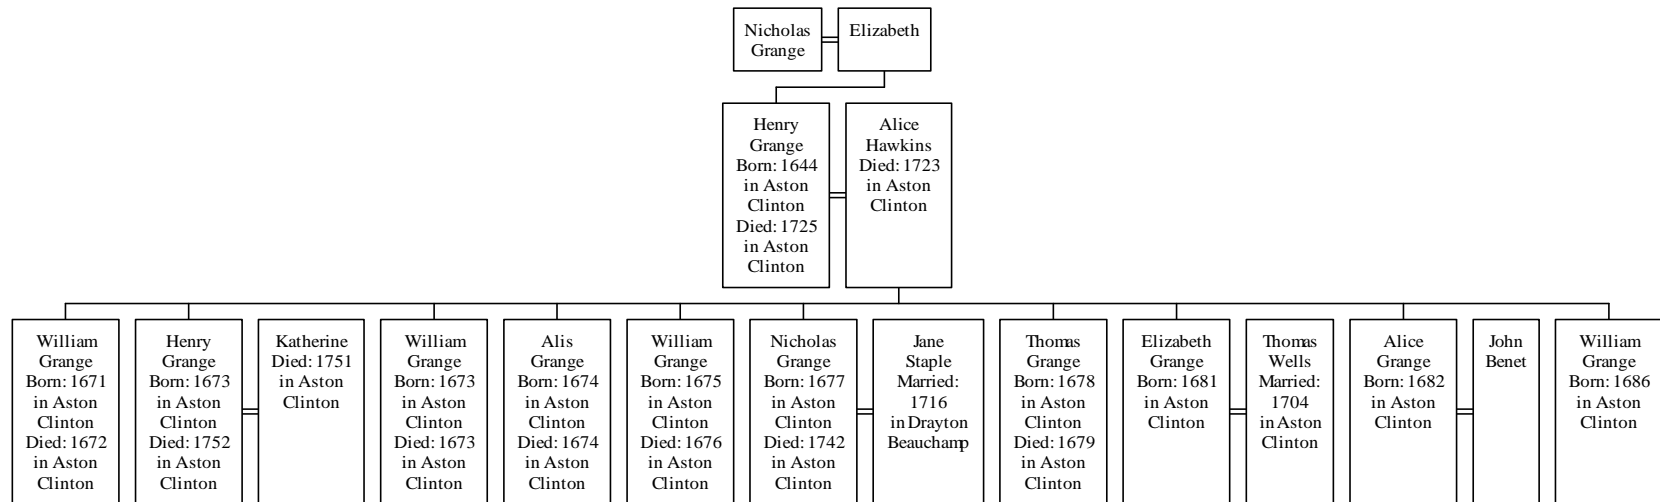 Nicholas
Grange
Elizabeth
Henry
Grange
Born: 1644
in Aston
Clinton
Died: 1725
in Aston
Clinton
Alice
Hawkins
Died: 1723
in Aston
Clinton
William
Grange
Born: 1671
in Aston
Clinton
Died: 1672
in Aston
Clinton
Henry
Grange
Born: 1673
in Aston
Clinton
Died: 1752
in Aston
Clinton
Katherine
Died: 1751
in Aston
Clinton
William
Grange
Born: 1673
in Aston
Clinton
Died: 1673
in Aston
Clinton
Alis
Grange
Born: 1674
in Aston
Clinton
Died: 1674
in Aston
Clinton
William
Grange
Born: 1675
in Aston
Clinton
Died: 1676
in Aston
Clinton
Nicholas
Grange
Born: 1677
in Aston
Clinton
Died: 1742
in Aston
Clinton
Jane
Staple
Married:
1716
in Drayton
Beauchamp
Thomas
Grange
Born: 1678
in Aston
Clinton
Died: 1679
in Aston
Clinton
Elizabeth
Grange
Born: 1681
in Aston
Clinton
Thomas
Wells
Married:
1704
in Aston
Clinton
Alice
Grange
Born: 1682
in Aston
Clinton
John
Benet
William
Grange
Born: 1686
in Aston
Clinton